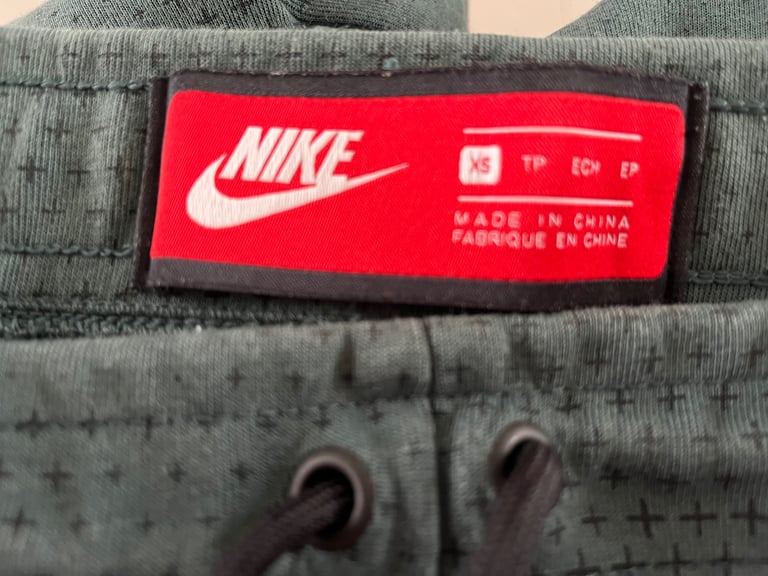 NIKE
XS TP ECH EP
MADE IN CHINA
FABRIQUE EN CHINE